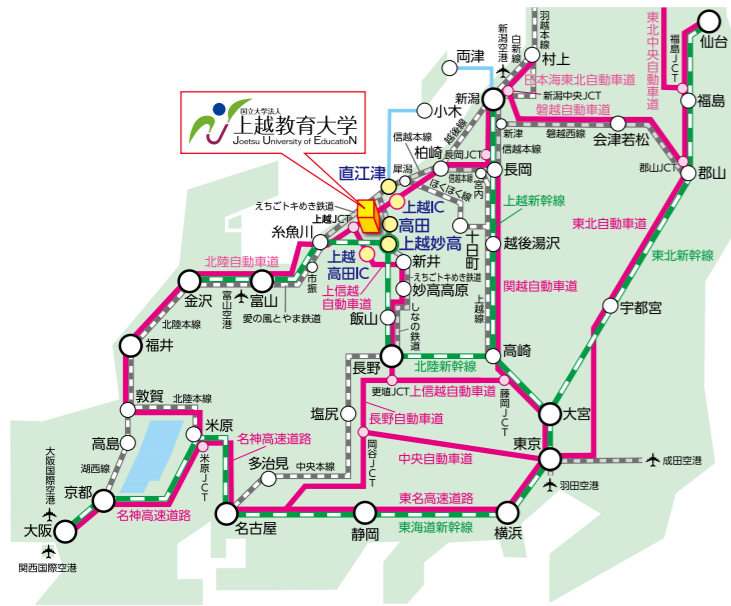 仙台
東北中央自動車道
福島JCT
福島
羽越本線
白新線
新潟空港
村上
両津
新潟
日本海東北自動車道
新潟中央JCT
磐越自動車道
小木
越後線
信越本線
新津
磐越西線
会津若松
信越本線
郡山JCT
郡山
国立大学法人
上越教育大学
Joetsu University of EducatioN
柏崎
長岡JCT
長岡
信越本線
宮内
ほくほく線
直江津
犀潟
えちごトキめき鉄道
上越JCT
上越IC
高田
上越妙高
上越
高田IC
糸魚川
市振
十日町
上越新幹線
越後湯沢
関越自動車道
上越線
東北自動車道
東北新幹線
新井
えちごトキめき鉄道
妙高高原
上信越
自動車道
飯山
しなの鉄道
北陸自動車道
金沢
富山空港
富山
愛の風とやま鉄道
北陸本線
福井
宇都宮
長野
北陸新幹線
高崎
更埴JCT
上信越自動車道
藤岡JCT
大宮
敦賀
北陸本線
塩尻
長野自動車道
岡谷JCT
中央自動車道
東京
成田空港
羽田空港
高島
米原
米原JCT
名神高速道路
湖西線
多治見
中央本線
京都
大阪国際空港
名神高速道路
大阪
関西国際空港
名古屋
東名高速道路
静岡
東海道新幹線
横浜